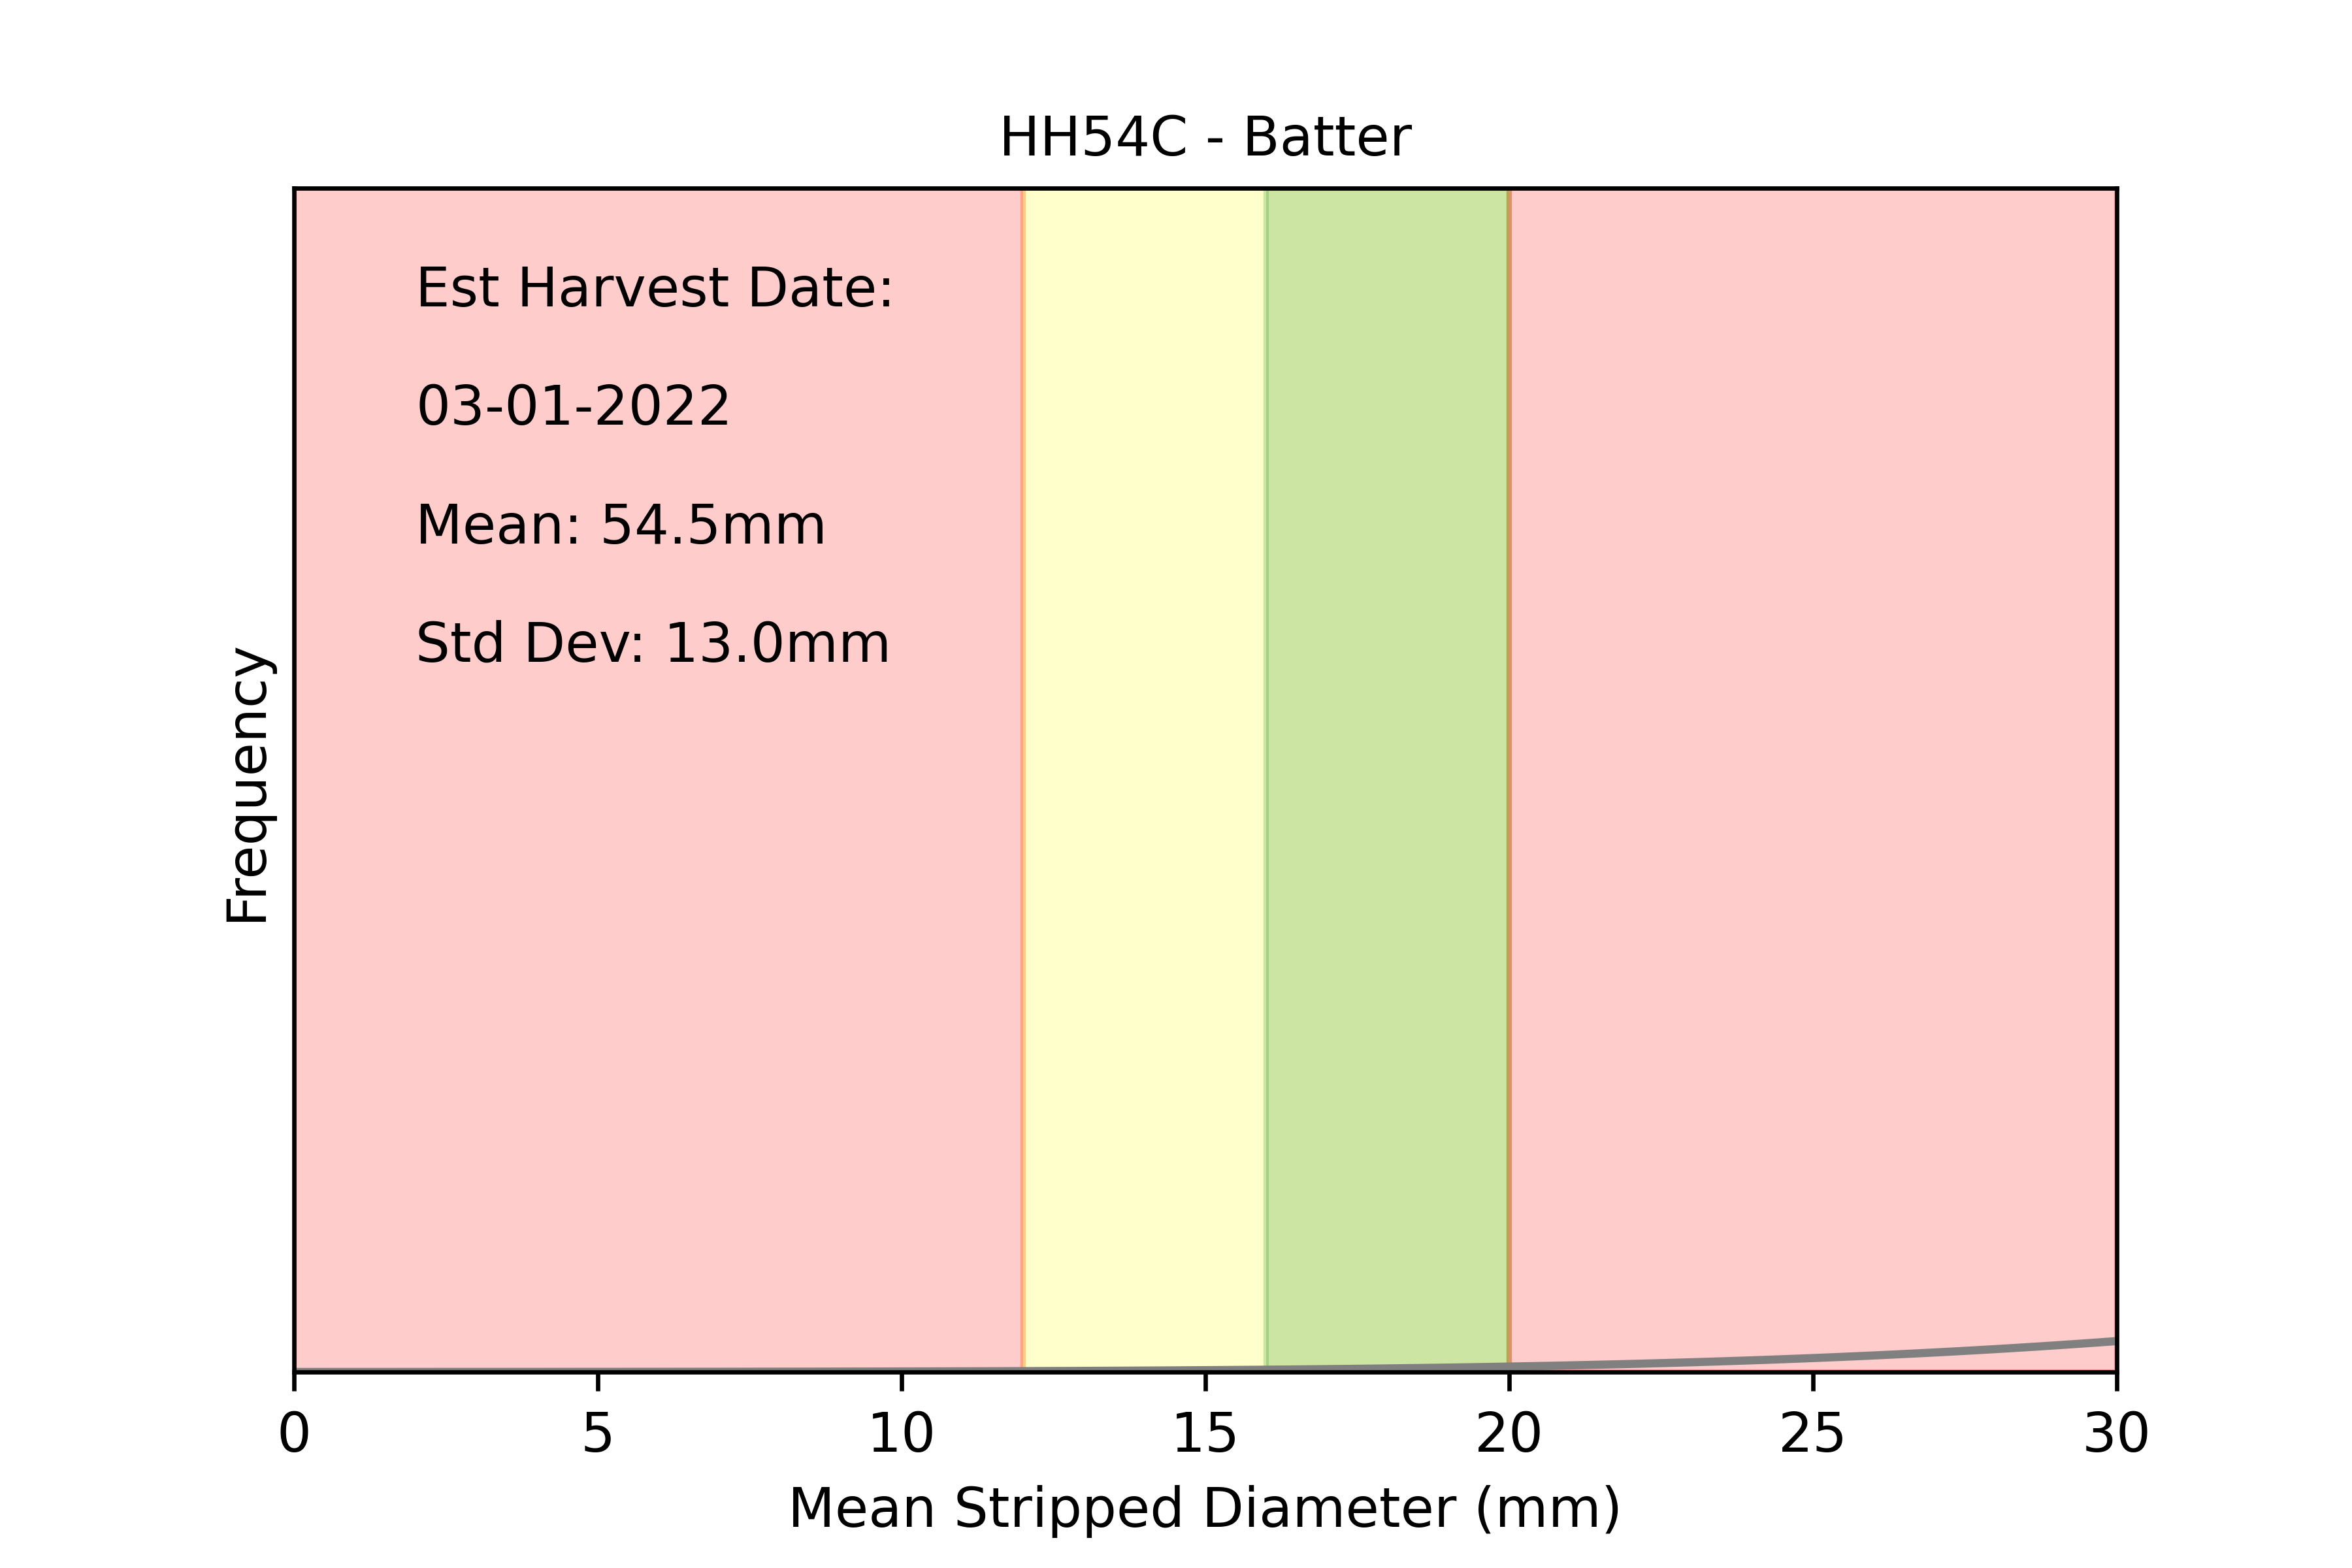 HH54C - Batter
Est Harvest Date:
03-01-2022
Mean: 54.5mm
Std Dev: 13.0mm
Frequency
0 5 10 15 20 25 30
Mean Stripped Diameter (mm)